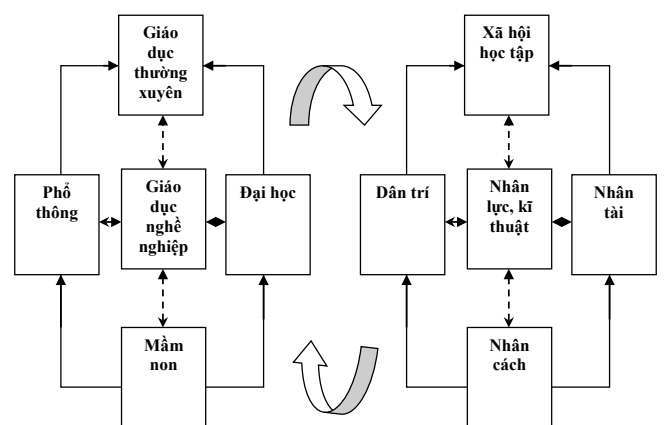 Giáo
dục
thường
xuyên
Phổ
thông
Giáo
dục
nghề
nghiệp
Đại học
Mầm
non
Xã hội
học tập
Dân trí
Nhân
lực, kĩ
thuật
Nhân
tài
Nhân
cách